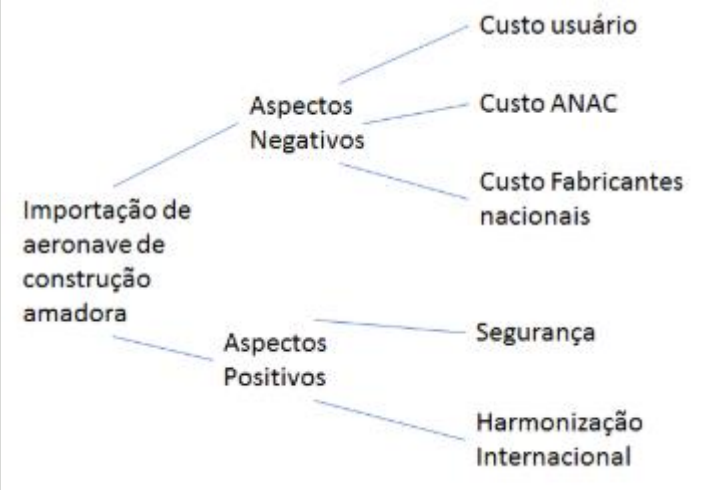 Custo usuário
Aspectos
Negativos
Custo ANAC
Custo Fabricantes
nacionais
Importação de
aeronave de
construção
amadora
Aspectos
Positivos
Segurança
Harmonização
Internacional